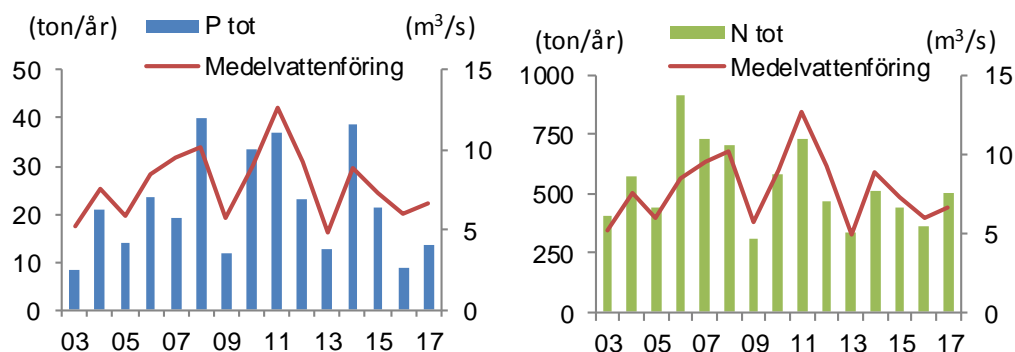 (ton/år) P tot (m³/s)
Medelvattenföring
50 15
40
10
30
20
5
10
0 0
03 05 07 09 11 13 15 17
(ton/år) N tot (m³/s)
Medelvattenföring
1000 15
750
10
500
5
250
0 0
03 05 07 09 11 13 15 17